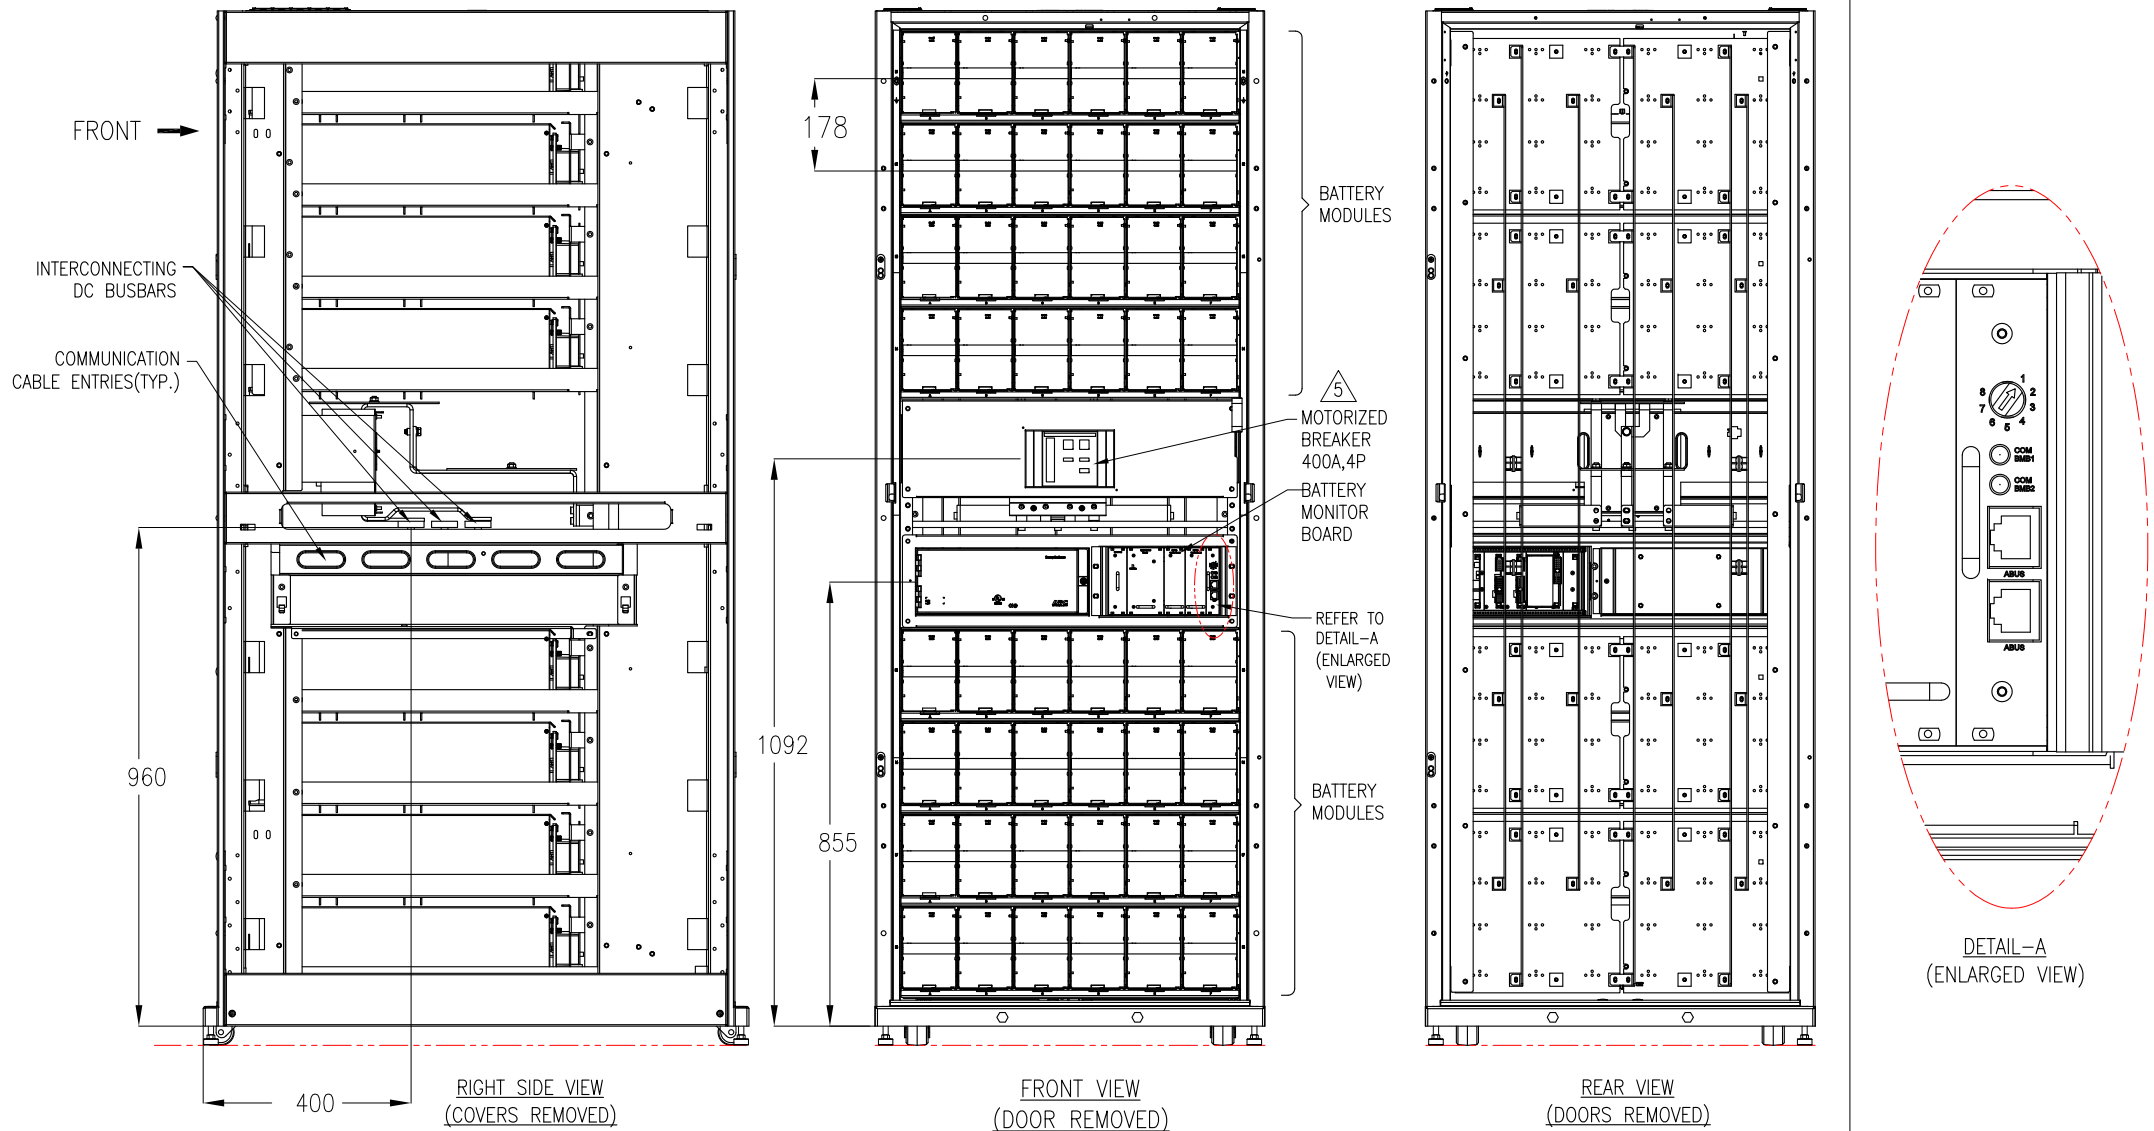 FRONT
INTERCONNECTING
DC BUSBARS
COMMUNICATION
CABLE ENTRIES(TYP.)
960
400
RIGHT SIDE VIEW
(COVERS REMOVED)
178
1092
855
BATTERY
MODULES
5
MOTORIZED
BREAKER
400A,4P
BATTERY
MONITOR
BOARD
REFER TO
DETAIL-A
(ENLARGED
VIEW)
BATTERY
MODULES
FRONT VIEW
(DOOR REMOVED)
REAR VIEW
(DOORS REMOVED)
1
8 2
7 3
6 5 4
COM
BMB1
COM
BMB2
ABUS
ABUS
DETAIL-A
(ENLARGED VIEW)